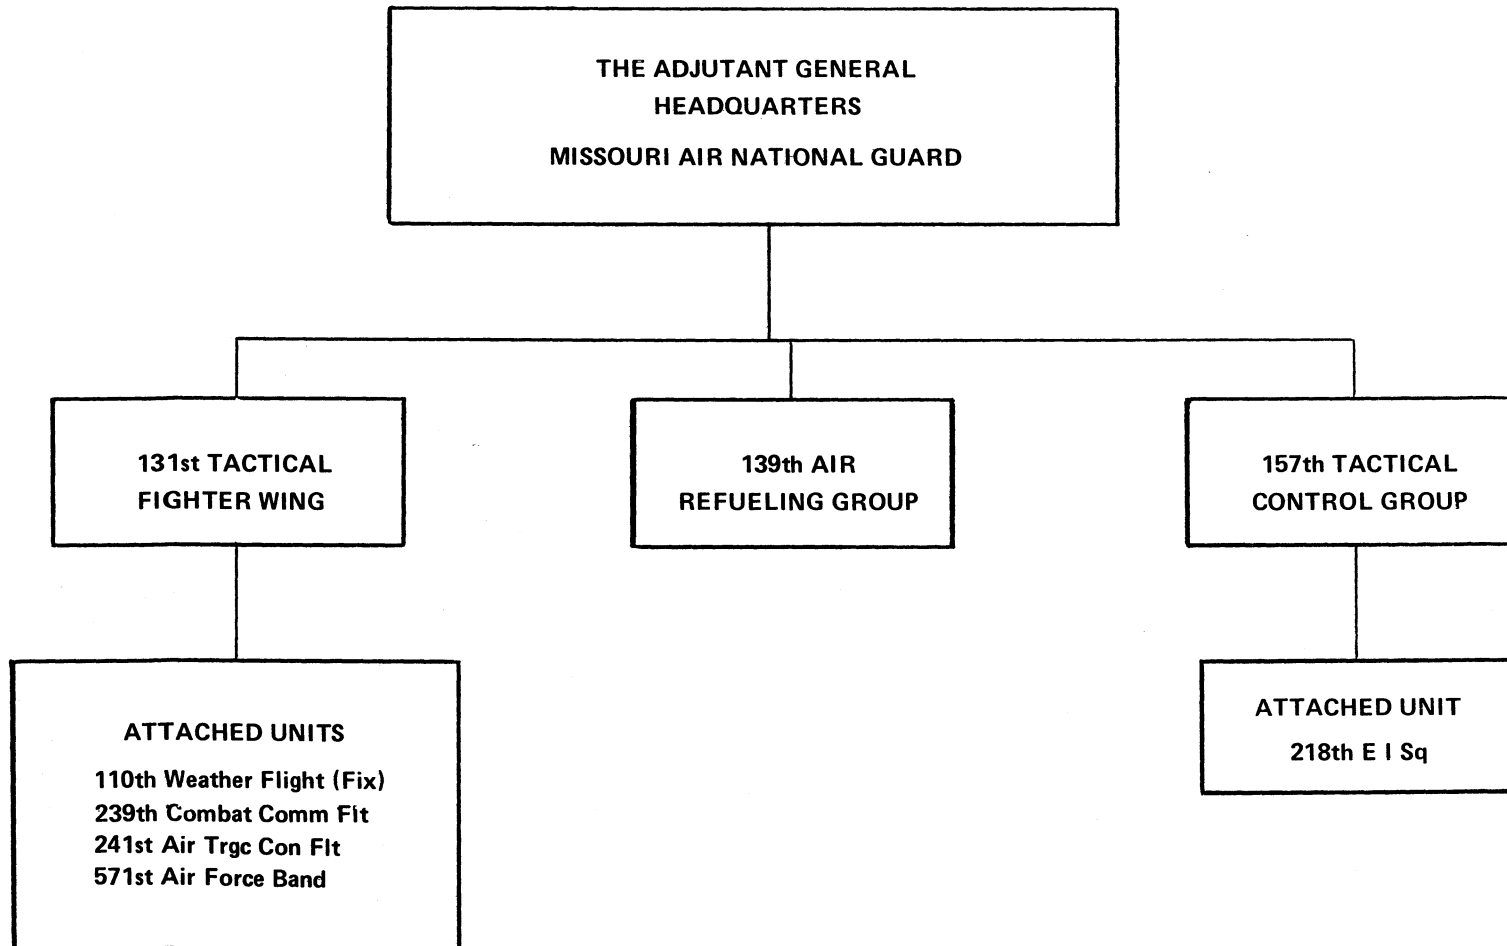 THE ADJUTANT GENERAL
HEADQUARTERS
MISSOURI AIR NATIONAL GUARD
131st TACTICAL
FIGHTER WING
139th AIR
REFUELING GROUP
157th TACTICAL
CONTROL GROUP
ATTACHED UNITS
110th Weather Flight (Fix)
239th Combat Comm Flt
241st Air Trgc Con Flt
571st Air Force Band
ATTACHED UNIT
218th E I Sq